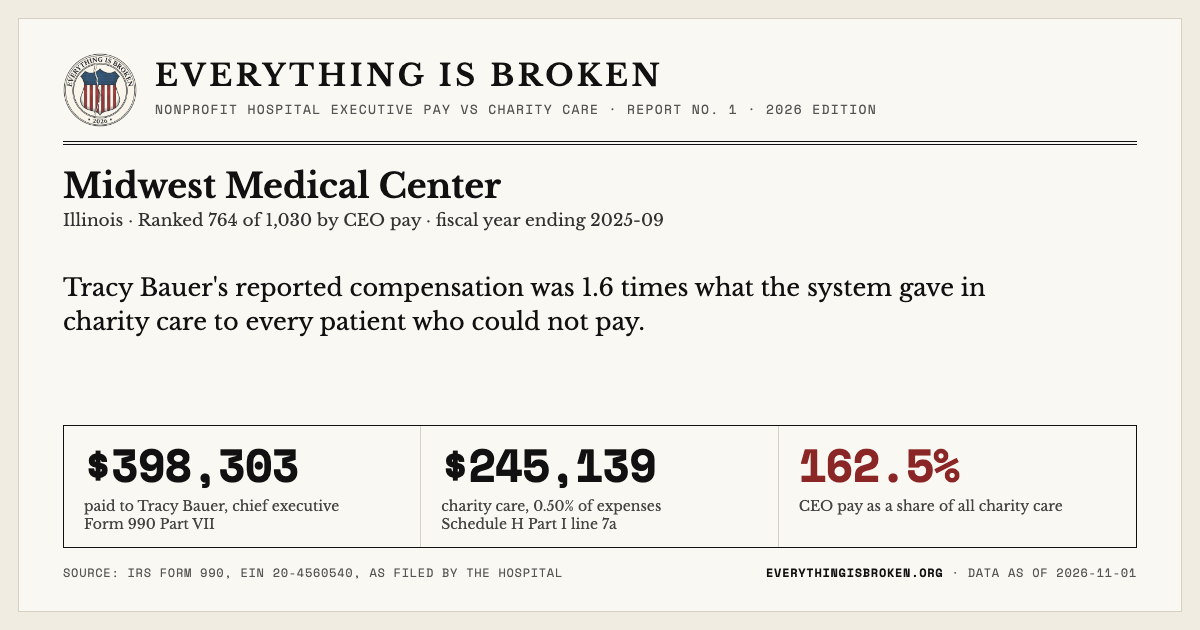 EVERYTHING IS BROKEN
2026
EVERYTHING IS BROKEN
NONPROFIT HOSPITAL EXECUTIVE PAY VS CHARITY CARE · REPORT NO. 1 · 2026 EDITION
Midwest Medical Center
Illinois · Ranked 764 of 1,030 by CEO pay · fiscal year ending 2025-09
Tracy Bauer's reported compensation was 1.6 times what the system gave in
charity care to every patient who could not pay.
$398,303
paid to Tracy Bauer, chief executive
Form 990 Part VII
$245,139
charity care, 0.50% of expenses
Schedule H Part I line 7a
162.5%
CEO pay as a share of all charity care
SOURCE: IRS FORM 990, EIN 20-4560540, AS FILED BY THE HOSPITAL
EVERYTHINGISBROKEN.ORG · DATA AS OF 2026-11-01